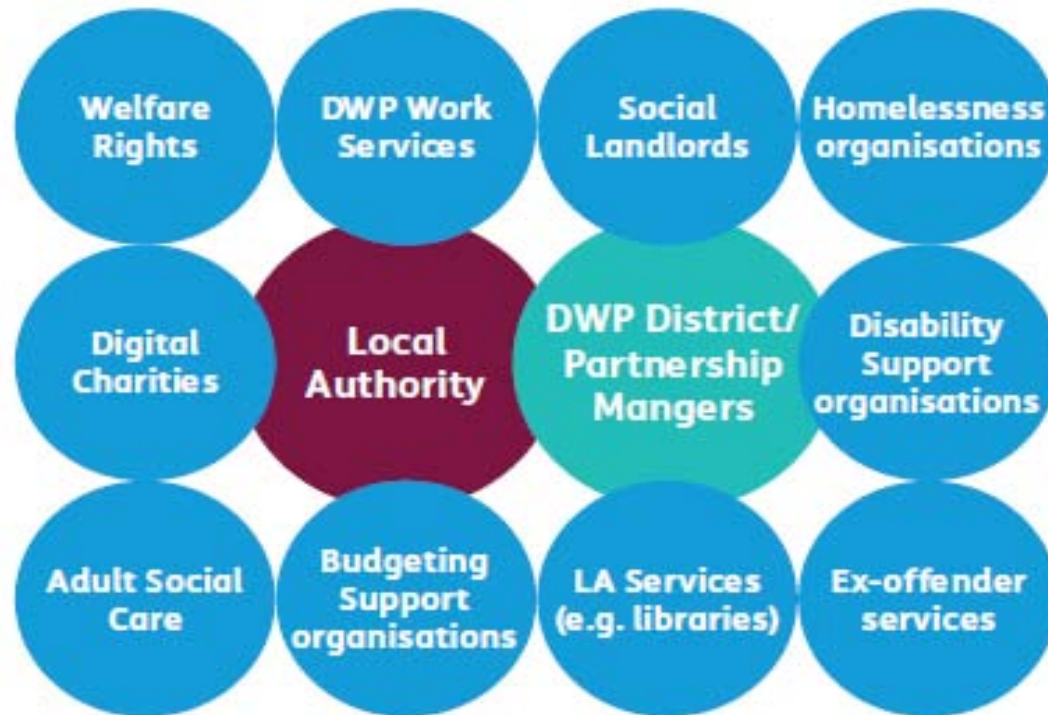 Welfare
Rights
DWP Work
Services
Social
Landlords
Homelessness
organisations
Digital
Charities
Local
Authority
DWP District/
Partnership
Mangers
Disability
Support
organisations
Adult Social
Care
Budgeting
Support
organisations
LA Services
(e.g. libraries)
Ex-offender
services